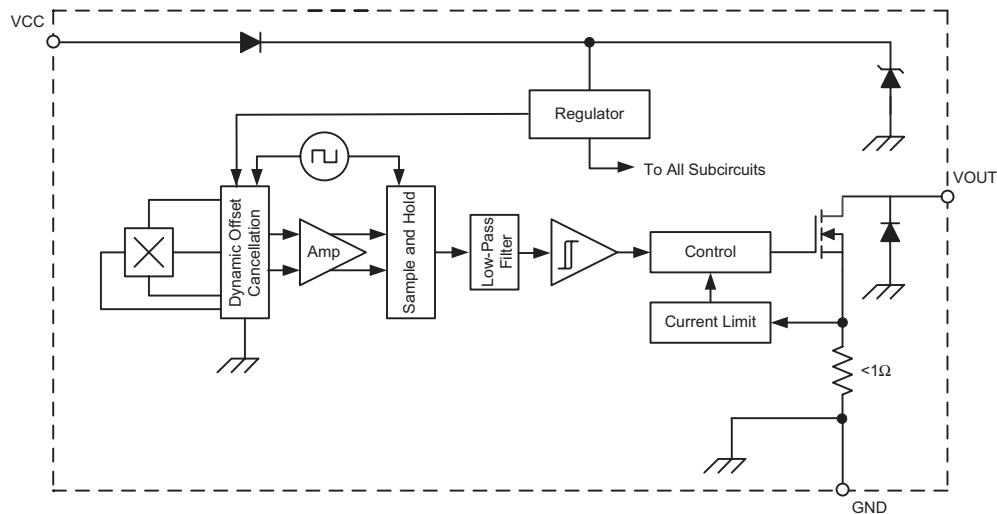 VCC
Regulator
To All Subcircuits
VOUT
Dynamic Offset
Cancellation
Amp
Sample and Hold
Low-Pass
Filter
Control
Current Limit
<1Ω
GND